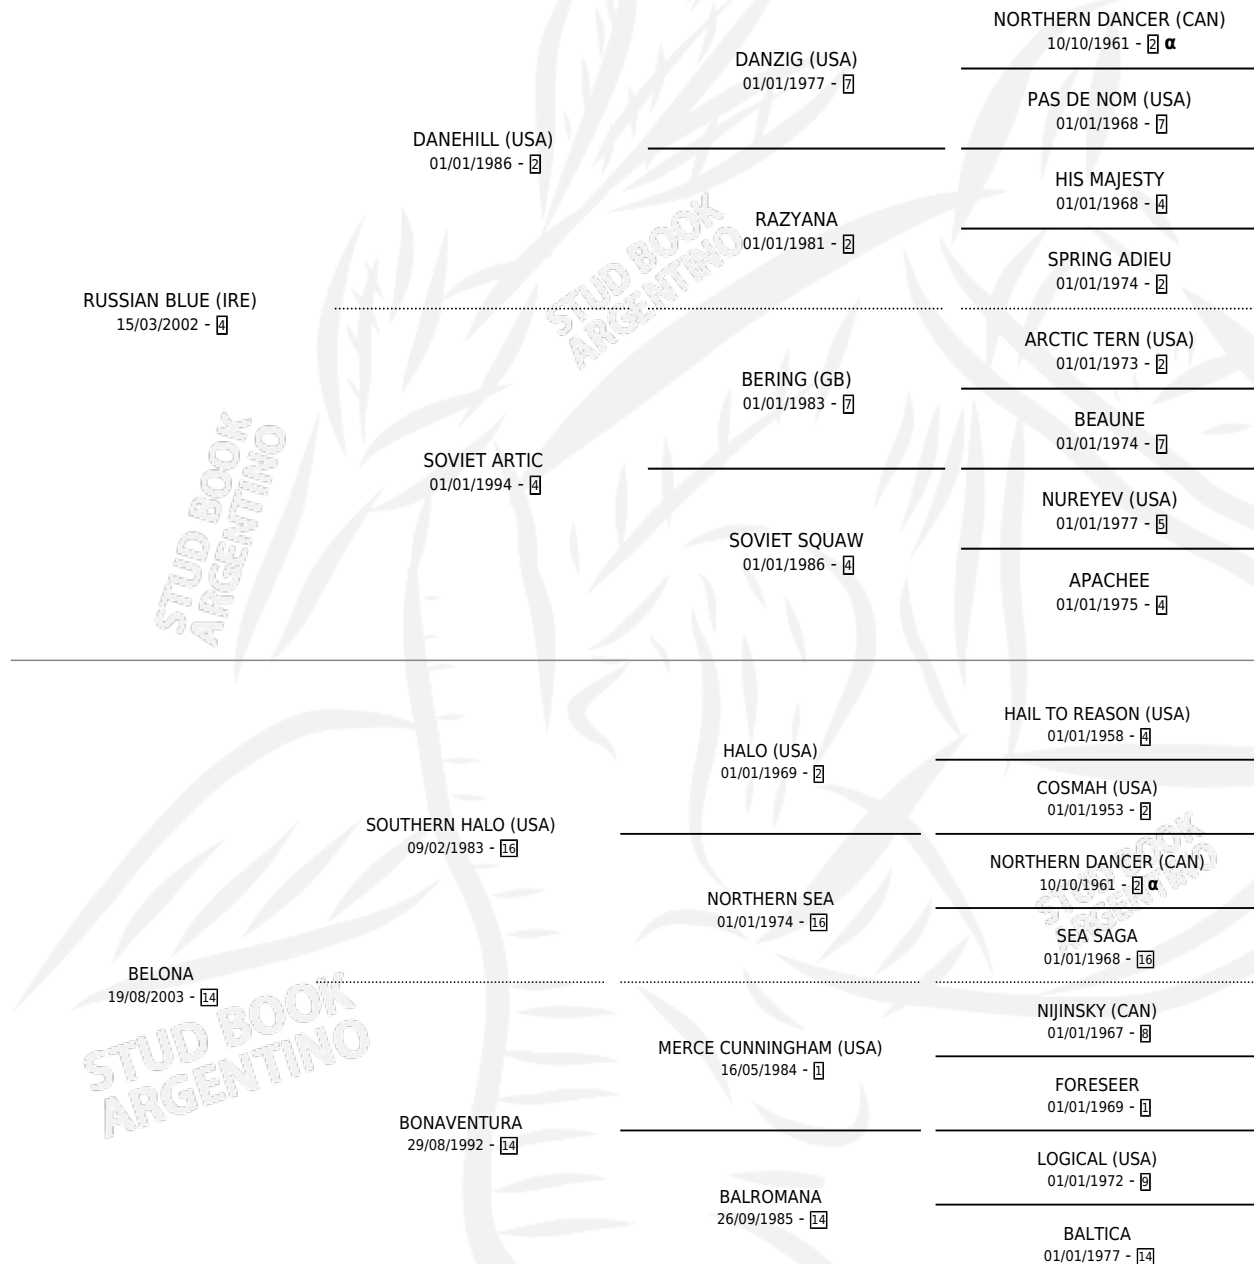 NORTHERN DANCER (CAN)
10/10/1961 - 2 α
DANZIG (USA)
01/01/1977 - 7
PAS DE NOM (USA)
01/01/1968 - 7
DANEHILL (USA)
01/01/1986 - 2
HIS MAJESTY
01/01/1968 - 4
RAZYANA
01/01/1981 - 2
SPRING ADIEU
01/01/1974 - 2
RUSSIAN BLUE (IRE)
15/03/2002 - 4
ARCTIC TERN (USA)
01/01/1973 - 2
BERING (GB)
01/01/1983 - 7
BEAUNE
01/01/1974 - 7
SOVIET ARTIC
01/01/1994 - 4
NUREYEV (USA)
01/01/1977 - 5
SOVIET SQUAW
01/01/1986 - 4
APACHEE
01/01/1975 - 4
HAIL TO REASON (USA)
01/01/1958 - 4
HALO (USA)
01/01/1969 - 2
COSMAH (USA)
01/01/1953 - 2
SOUTHERN HALO (USA)
09/02/1983 - 16
NORTHERN DANCER (CAN)
10/10/1961 - 2 α
NORTHERN SEA
01/01/1974 - 16
SEA SAGA
01/01/1968 - 16
BELONA
19/08/2003 - 14
NIJINSKY (CAN)
01/01/1967 - 8
MERCE CUNNINGHAM (USA)
16/05/1984 - 1
FORESEER
01/01/1969 - 1
BONAVENTURA
29/08/1992 - 14
LOGICAL (USA)
01/01/1972 - 9
BALROMANA
26/09/1985 - 14
BALTICA
01/01/1977 - 14
STUD BOOK
ARGENTINO
STUD BOOK
ARGENTINO
STUD BOOK
ARGENTINO
STUD BOOK
ARGENTINO